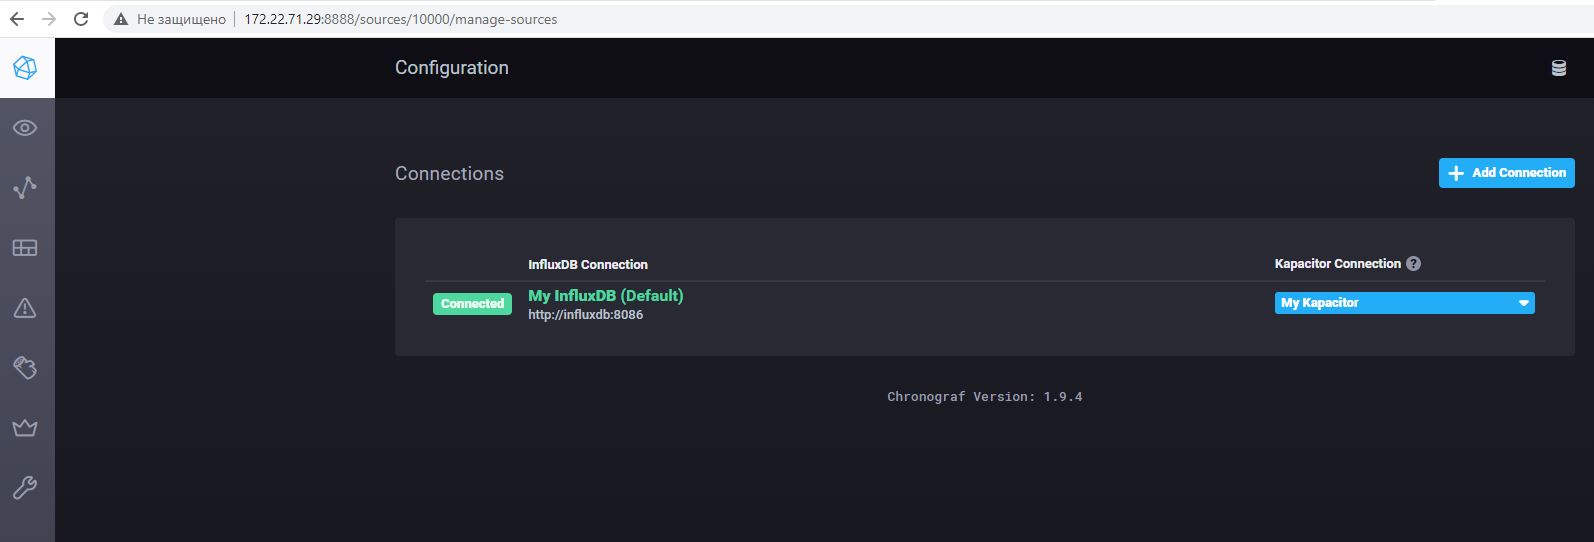 Не защищено 172.22.71.29:8888/sources/10000/manage-sources
Configuration
Connections
Add Connection
InfluxDB Connection
Kapacitor Connection ?
Connected
My InfluxDB (Default)
http://influxdb:8086
My Kapacitor
Chronograf Version: 1.9.4